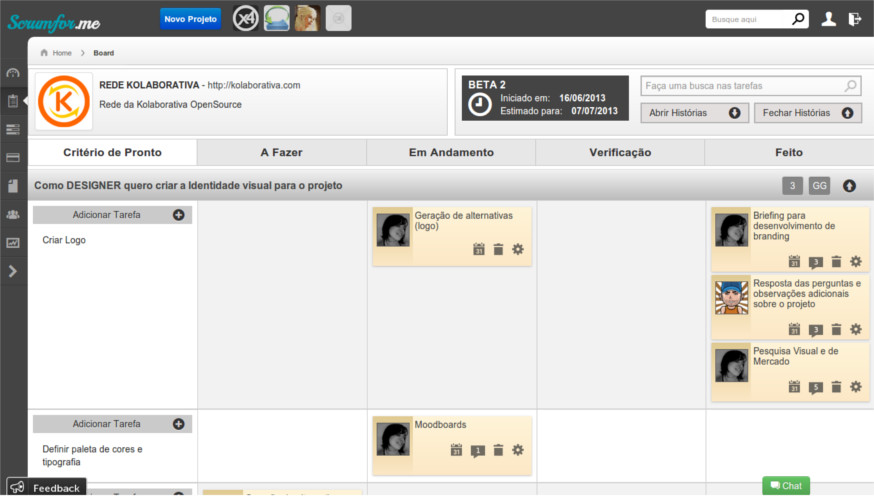 Scrumfor.me
Novo Projeto
X4
Busque aqui
Home
Board
REDE KOLABORATIVA - http://kolaborativa.com
Rede da Kolaborativa OpenSource
K
BETA 2
Iniciado em: 16/06/2013
Estimado para: 07/07/2013
Faça uma busca nas tarefas
Abrir Histórias
Fechar Histórias
Critério de Pronto
A Fazer
Em Andamento
Verificação
Feito
Como DESIGNER quero criar a Identidade visual para o projeto
3
GG
Adicionar Tarefa
Criar Logo
Geração de alternativas
(logo)
31
Briefing para
desenvolvimento de
branding
31
3
Resposta das perguntas e
observações adicionais
sobre o projeto
31
3
Pesquisa Visual e de
Mercado
31
5
Adicionar Tarefa
Definir paleta de cores e
tipografia
Moodboards
31
1
Feedback
Chat